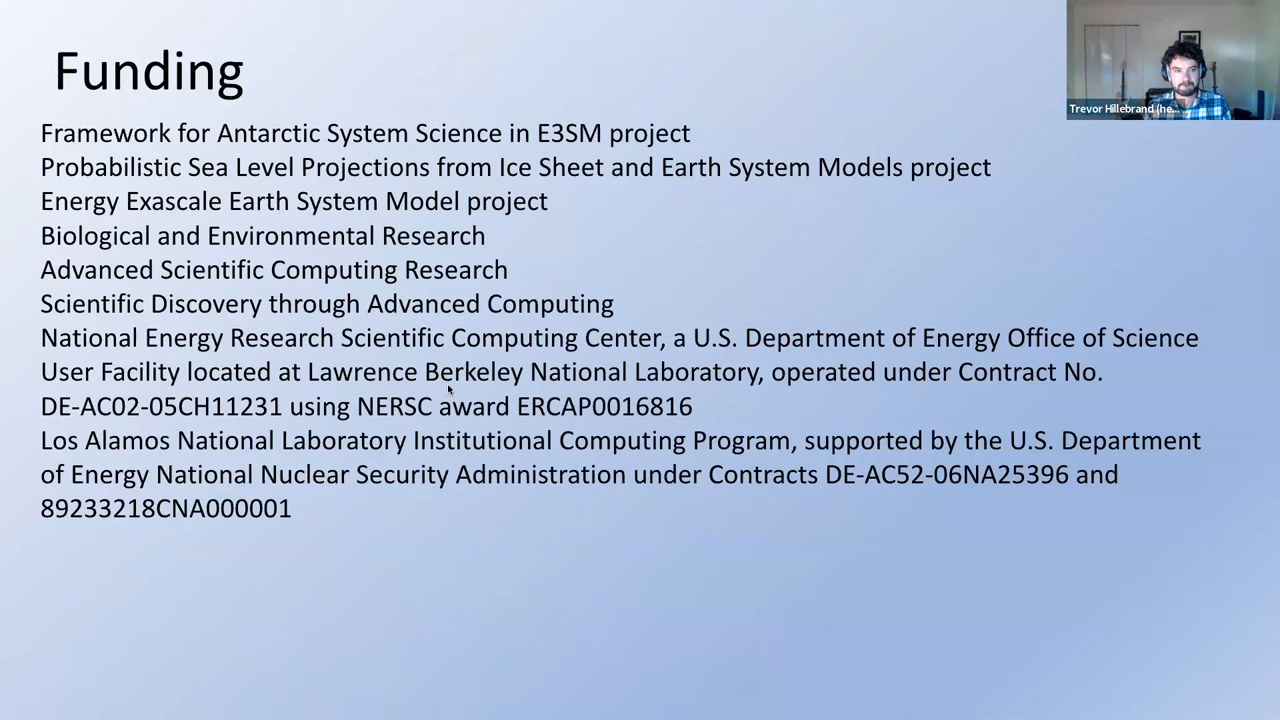 Funding
Trevor Hillebrand (he...
Framework for Antarctic System Science in E3SM project
Probabilistic Sea Level Projections from Ice Sheet and Earth System Models project
Energy Exascale Earth System Model project
Biological and Environmental Research
Advanced Scientific Computing Research
Scientific Discovery through Advanced Computing
National Energy Research Scientific Computing Center, a U.S. Department of Energy Office of Science
User Facility located at Lawrence Berkeley National Laboratory, operated under Contract No.
DE-AC02-05CH11231 using NERSC award ERCAP0016816
Los Alamos National Laboratory Institutional Computing Program, supported by the U.S. Department
of Energy National Nuclear Security Administration under Contracts DE-AC52-06NA25396 and
89233218CNA000001